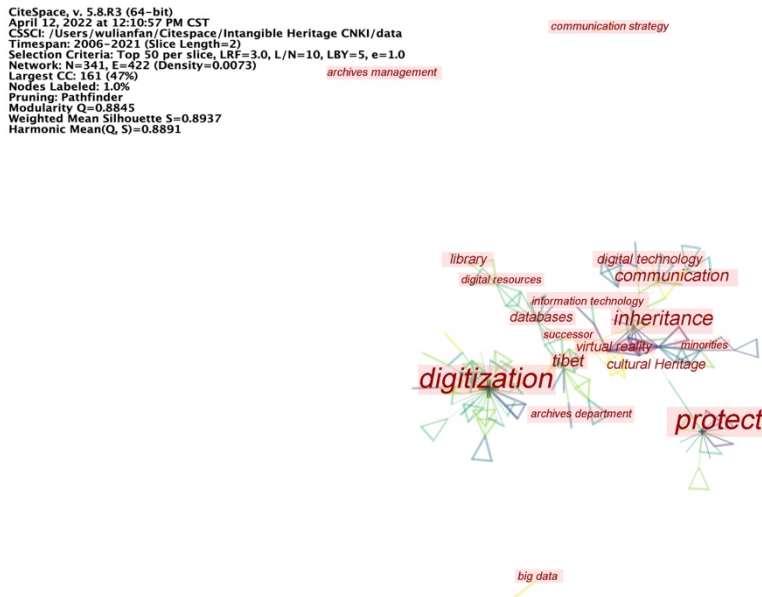 CiteSpace, v. 5.8.R3 (64-bit)
April 12, 2022 at 12:10:57 PM CST
CSSCI: /Users/wulianfan/Citespace/Intangible Heritage CNKI/data
Timespan: 2006-2021 (Slice Length=2)
Selection Criteria: Top 50 per slice, LRF=3.0, L/N=10, LBY=5, e=1.0
Network: N=341, E=422 (Density=0.0073)
Largest CC: 161 (47%)
Nodes Labeled: 1.0%
Pruning: Pathfinder
Modularity Q=0.8845
Weighted Mean Silhouette S=0.8937
Harmonic Mean(Q, S)=0.8891
communication strategy
archives management
library
digital technology
digital resources
communication
information technology
databases
inheritance
successor
virtual reality
minorities
tibet
cultural Heritage
digitization
archives department
protect
big data